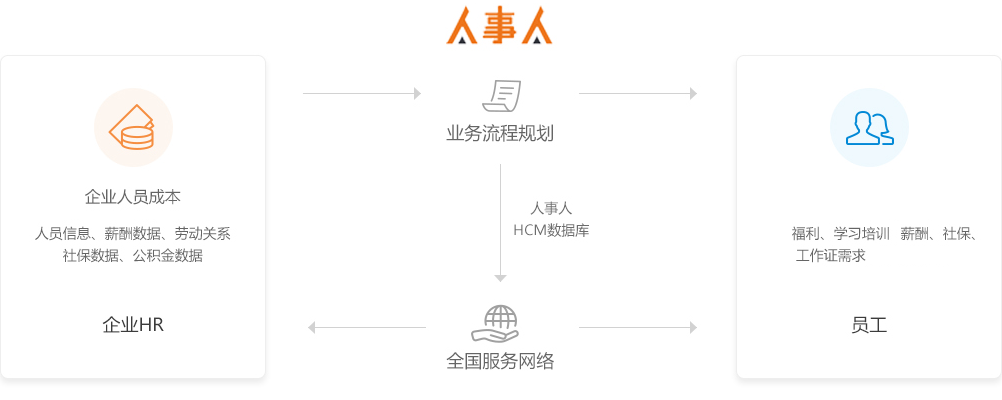 人事人
业务流程规划
企业人员成本
人员信息、薪酬数据、劳动关系
社保数据、公积金数据
企业HR
人事人
HCM数据库
全国服务网络
福利、学习培训 薪酬、社保、
工作证需求
员工